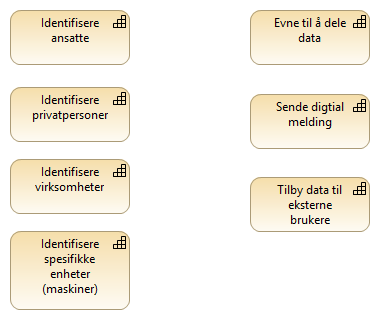 Identifisere
ansatte
Identifisere
privatpersoner
Identifisere
virksomheter
Identifisere
spesifikke
enheter
(maskiner)
Evne til å dele
data
Sende digtial
melding
Tilby data til
eksterne
brukere